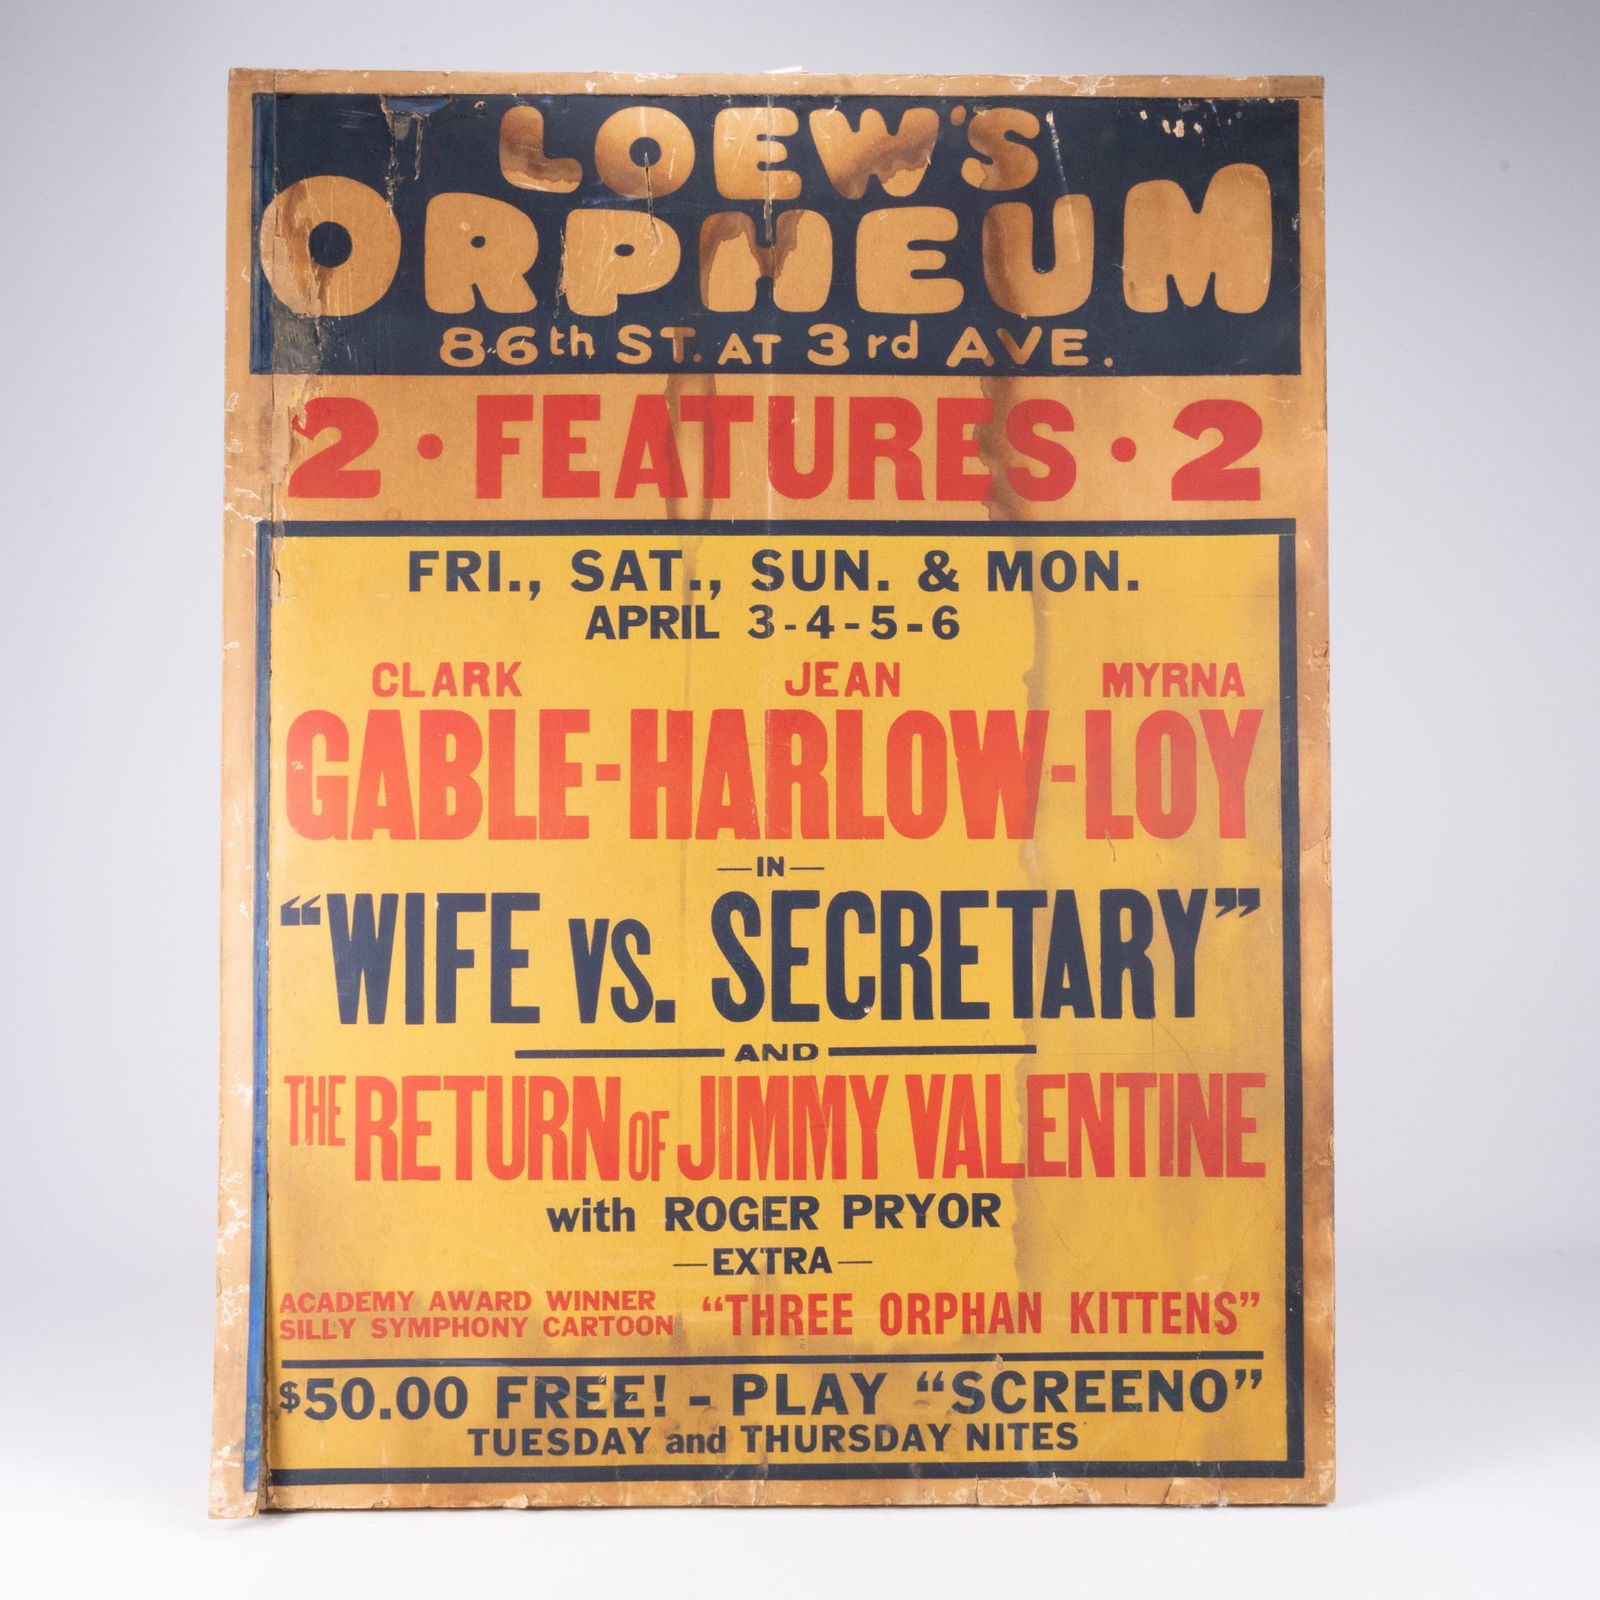 LOEW'S
ORPHEUM
86th ST. AT 3rd AVE.
2 • FEATURES • 2
FRI., SAT., SUN. & MON.
APRIL 3-4-5-6
CLARK JEAN MYRNA
GABLE-HARLOW-LOY
—IN—
“WIFE VS. SECRETARY”
AND
THE RETURN OF JIMMY VALENTINE
with ROGER PRYOR
—EXTRA—
ACADEMY AWARD WINNER
SILLY SYMPHONY CARTOON “THREE ORPHAN KITTENS”
$50.00 FREE! - PLAY “SCREENO”
TUESDAY and THURSDAY NITES